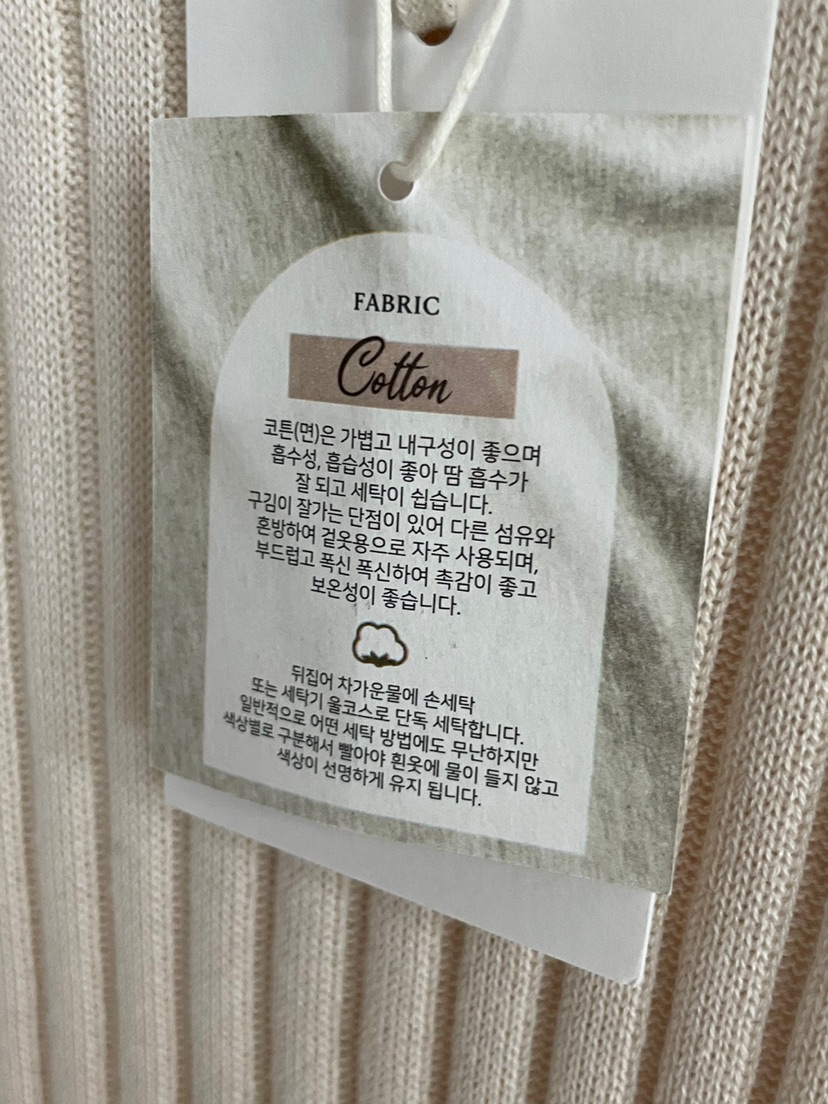 FABRIC
Cotton
코튼(면)은 가볍고 내구성이 좋으며
흡수성, 흡습성이 좋아 땀 흡수가
잘 되고 세탁이 쉽습니다.
구김이 잘가는 단점이 있어 다른 섬유와
혼방하여 겉옷용으로 자주 사용되며,
부드럽고 폭신 폭신하여 촉감이 좋고
보온성이 좋습니다.
뒤집어 차가운물에 손세탁
또는 세탁기 울코스로 단독 세탁합니다.
일반적으로 어떤 세탁 방법에도 무난하지만
색상별로 구분해서 빨아야 흰옷에 물이 들지 않고
색상이 선명하게 유지 됩니다.